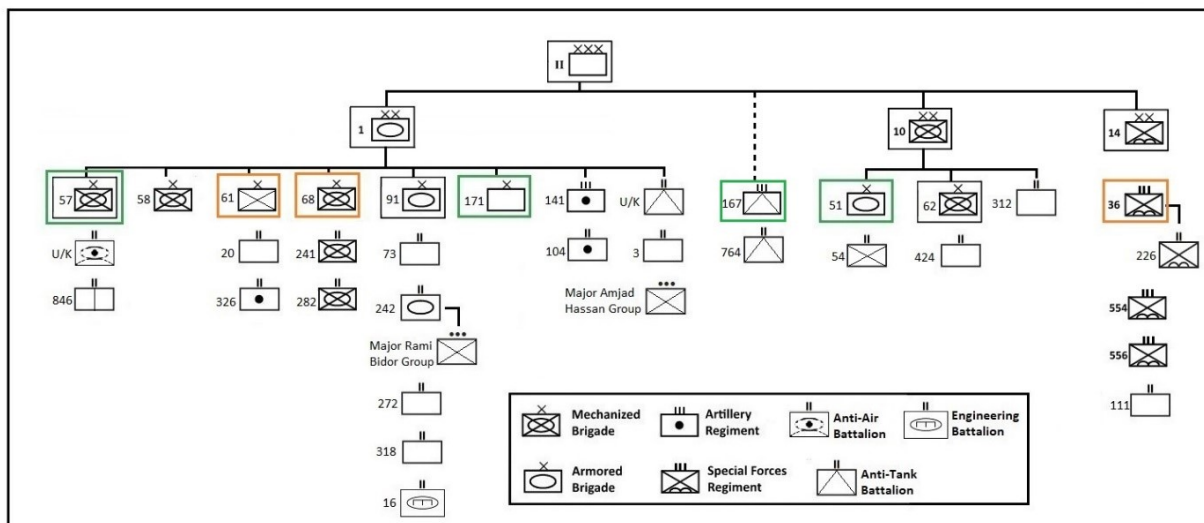 II
1
10
14
57
58
61
68
91
171
141
U/K
167
51
62
312
36
U/K
20
241
73
104
3
764
54
424
226
846
326
282
242
Major Amjad
Hassan Group
554
Major Rami
Bidor Group
556
272
111
318
16
Mechanized
Brigade
Artillery
Regiment
Anti-Air
Battalion
Engineering
Battalion
Armored
Brigade
Special Forces
Regiment
Anti-Tank
Battalion